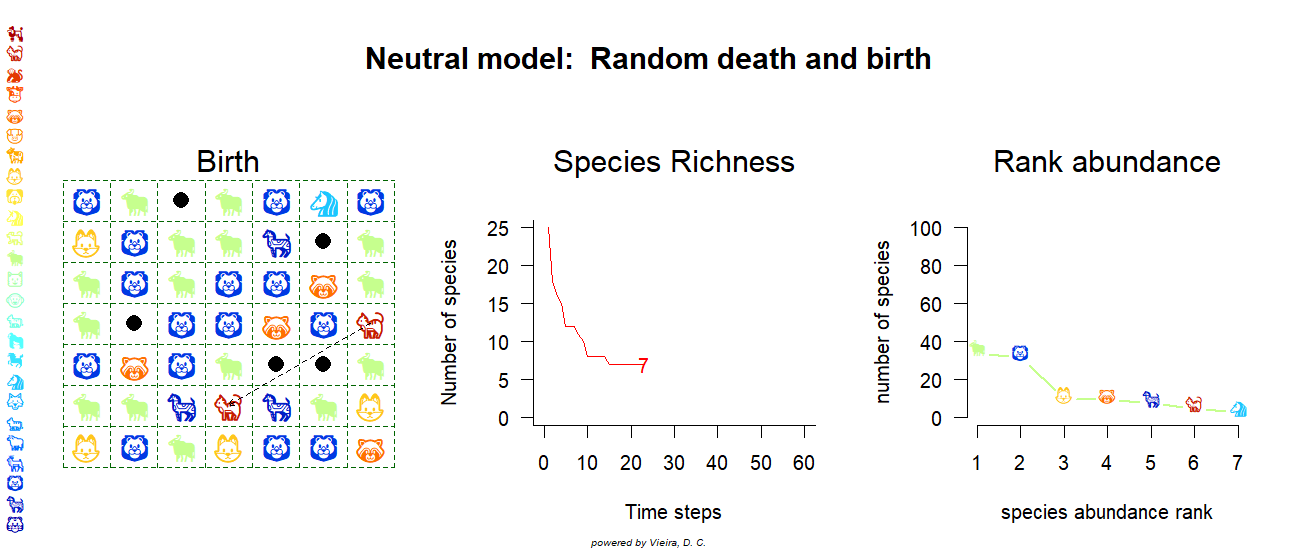 Neutral model:  Random death and birth
Birth
Species Richness
Number of species
25
20
15
10
5
0
7
0 10 20 30 40 50 60
Time steps
Rank abundance
number of species
100
80
60
40
20
0
1 2 3 4 5 6 7
species abundance rank
powered by Vieira, D. C.